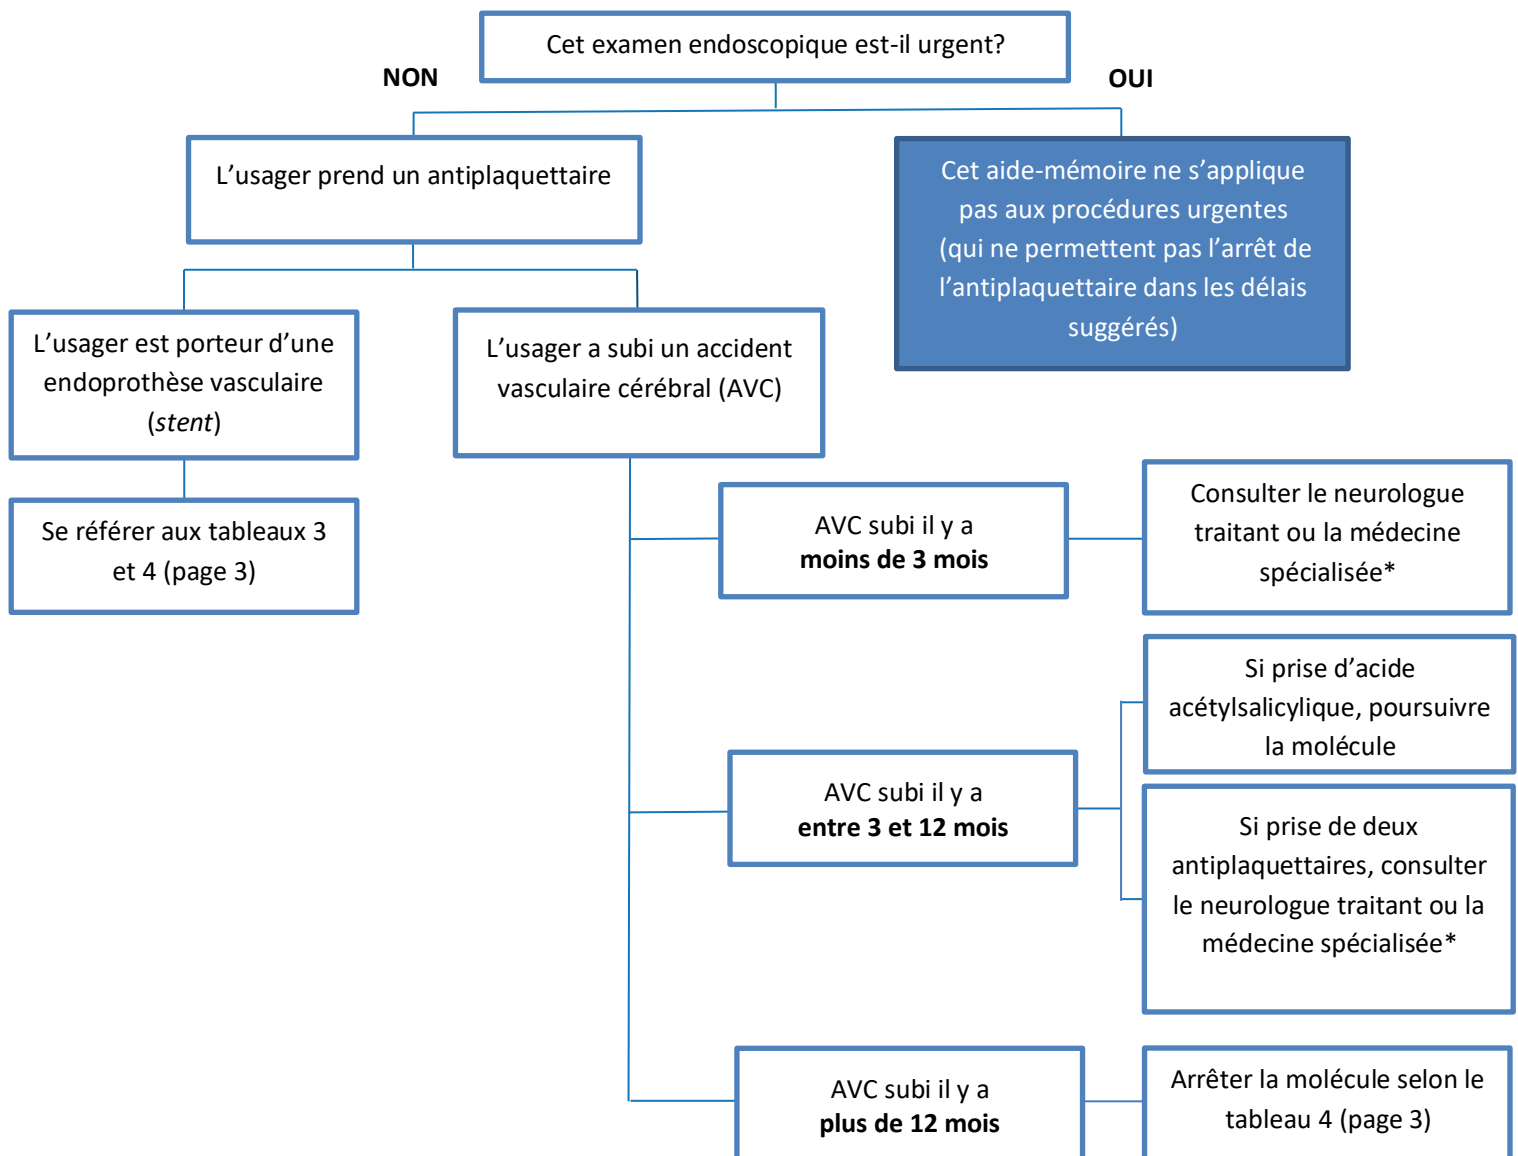 Cet examen endoscopique est-il urgent?
NON
OUI
L’usager prend un antiplaquettaire
Cet aide-mémoire ne s’applique
pas aux procédures urgentes
(qui ne permettent pas l’arrêt de
l’antiplaquettaire dans les délais
suggérés)
L’usager est porteur d’une
endoprothèse vasculaire
(stent)
L’usager a subi un accident
vasculaire cérébral (AVC)
Se référer aux tableaux 3
et 4 (page 3)
AVC subi il y a
moins de 3 mois
Consulter le neurologue
traitant ou la médecine
spécialisée*
AVC subi il y a
entre 3 et 12 mois
Si prise d’acide
acétylsalicylique, poursuivre
la molécule
Si prise de deux
antiplaquettaires, consulter
le neurologue traitant ou la
médecine spécialisée*
AVC subi il y a
plus de 12 mois
Arrêter la molécule selon le
tableau 4 (page 3)